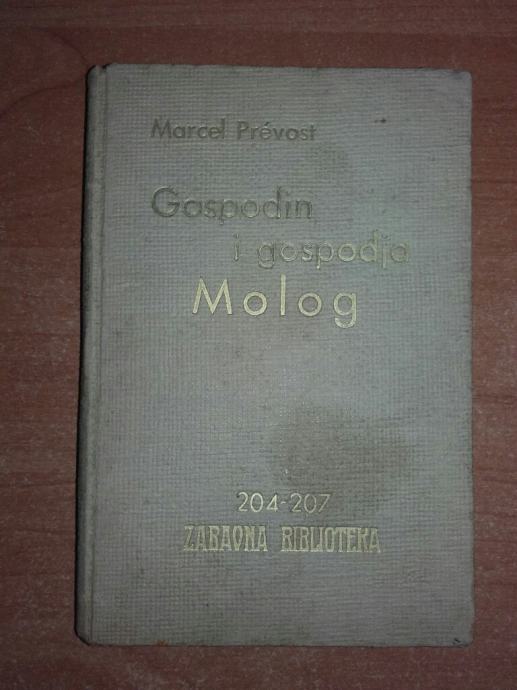 Marcel Prévost
Gospodin
i gospodja
Molog
204-207
ZABAVNA BIBLIOTEKA